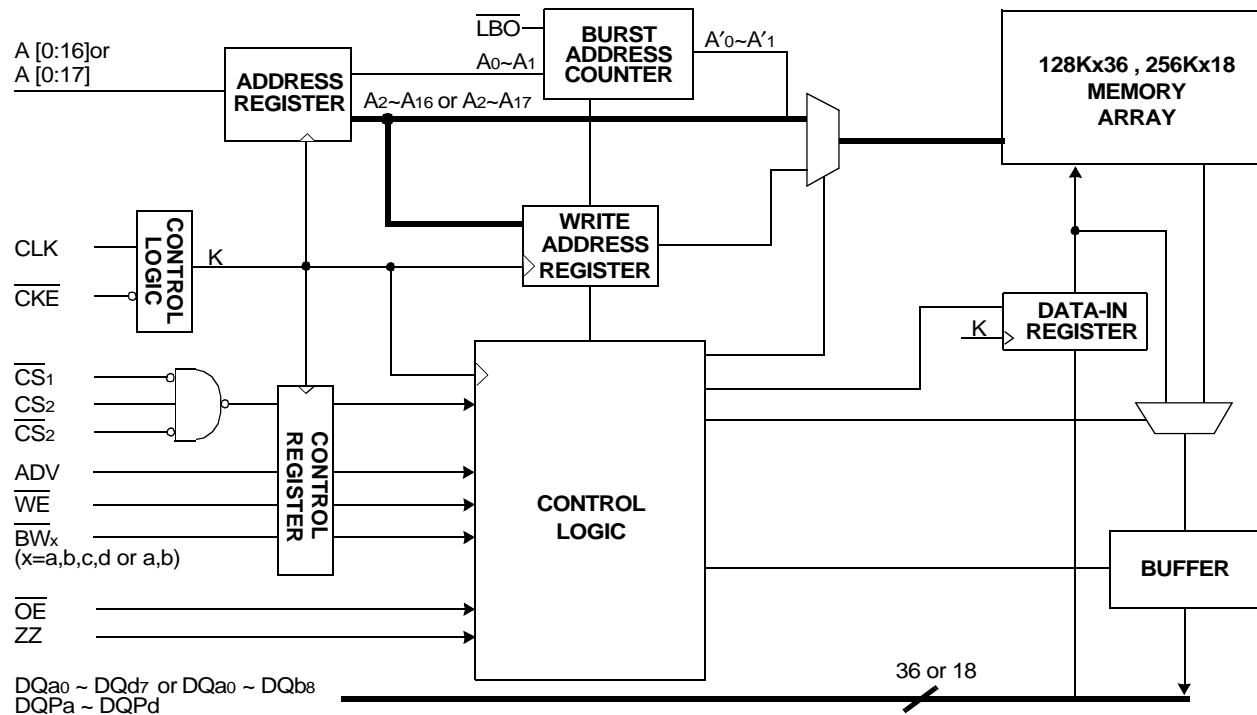 A [0:16]or
A [0:17]
ADDRESS
REGISTER
LBO
A0~A1
BURST
ADDRESS
COUNTER
A′0~A′1
A2~A16 or A2~A17
128Kx36 , 256Kx18
MEMORY
ARRAY
CLK
CKE
CONTROL
LOGIC
K
WRITE
ADDRESS
REGISTER
K
DATA-IN
REGISTER
CS1
CS2
CS2
ADV
WE
BWx
(x=a,b,c,d or a,b)
CONTROL
REGISTER
CONTROL
LOGIC
BUFFER
OE
ZZ
DQa0 ~ DQd7 or DQa0 ~ DQb8
DQPa ~ DQPd
36 or 18